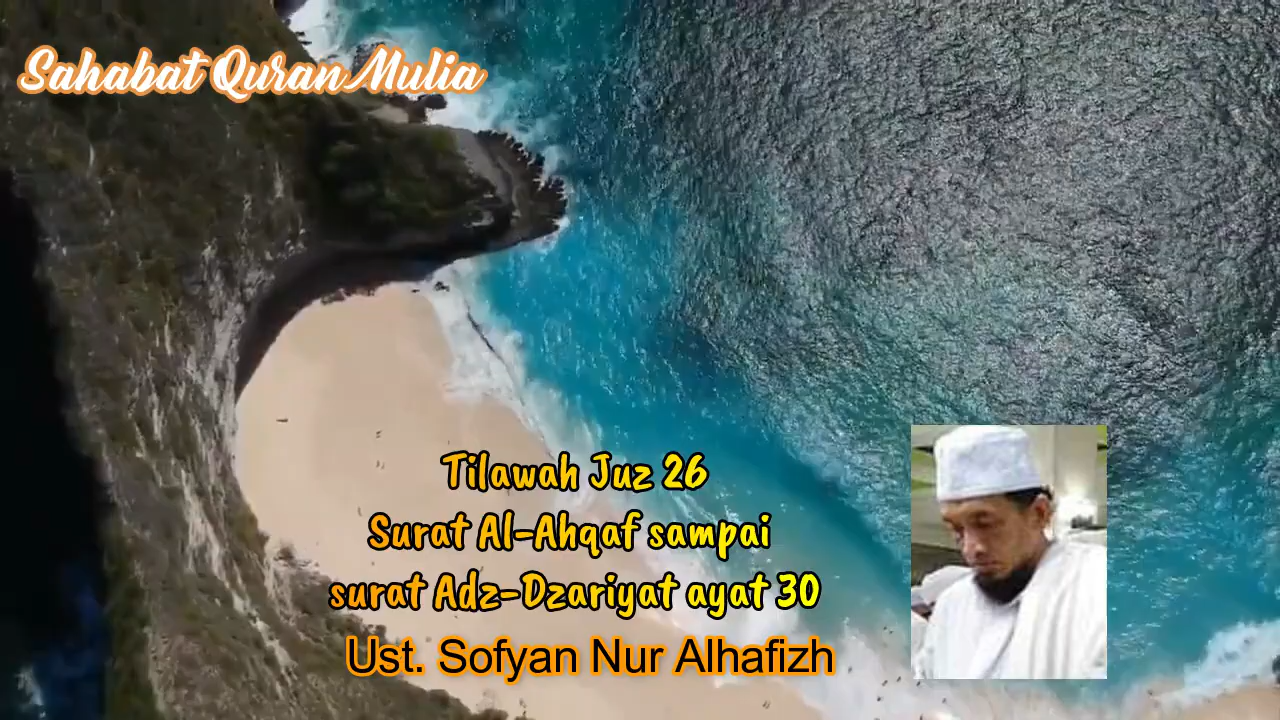 Sahabat Quran Mulia
Tilawah Juz 26
Surat Al-Ahqaf sampai
surat Adz-Dzariyat ayat 30
Ust. Sofyan Nur Alhafizh